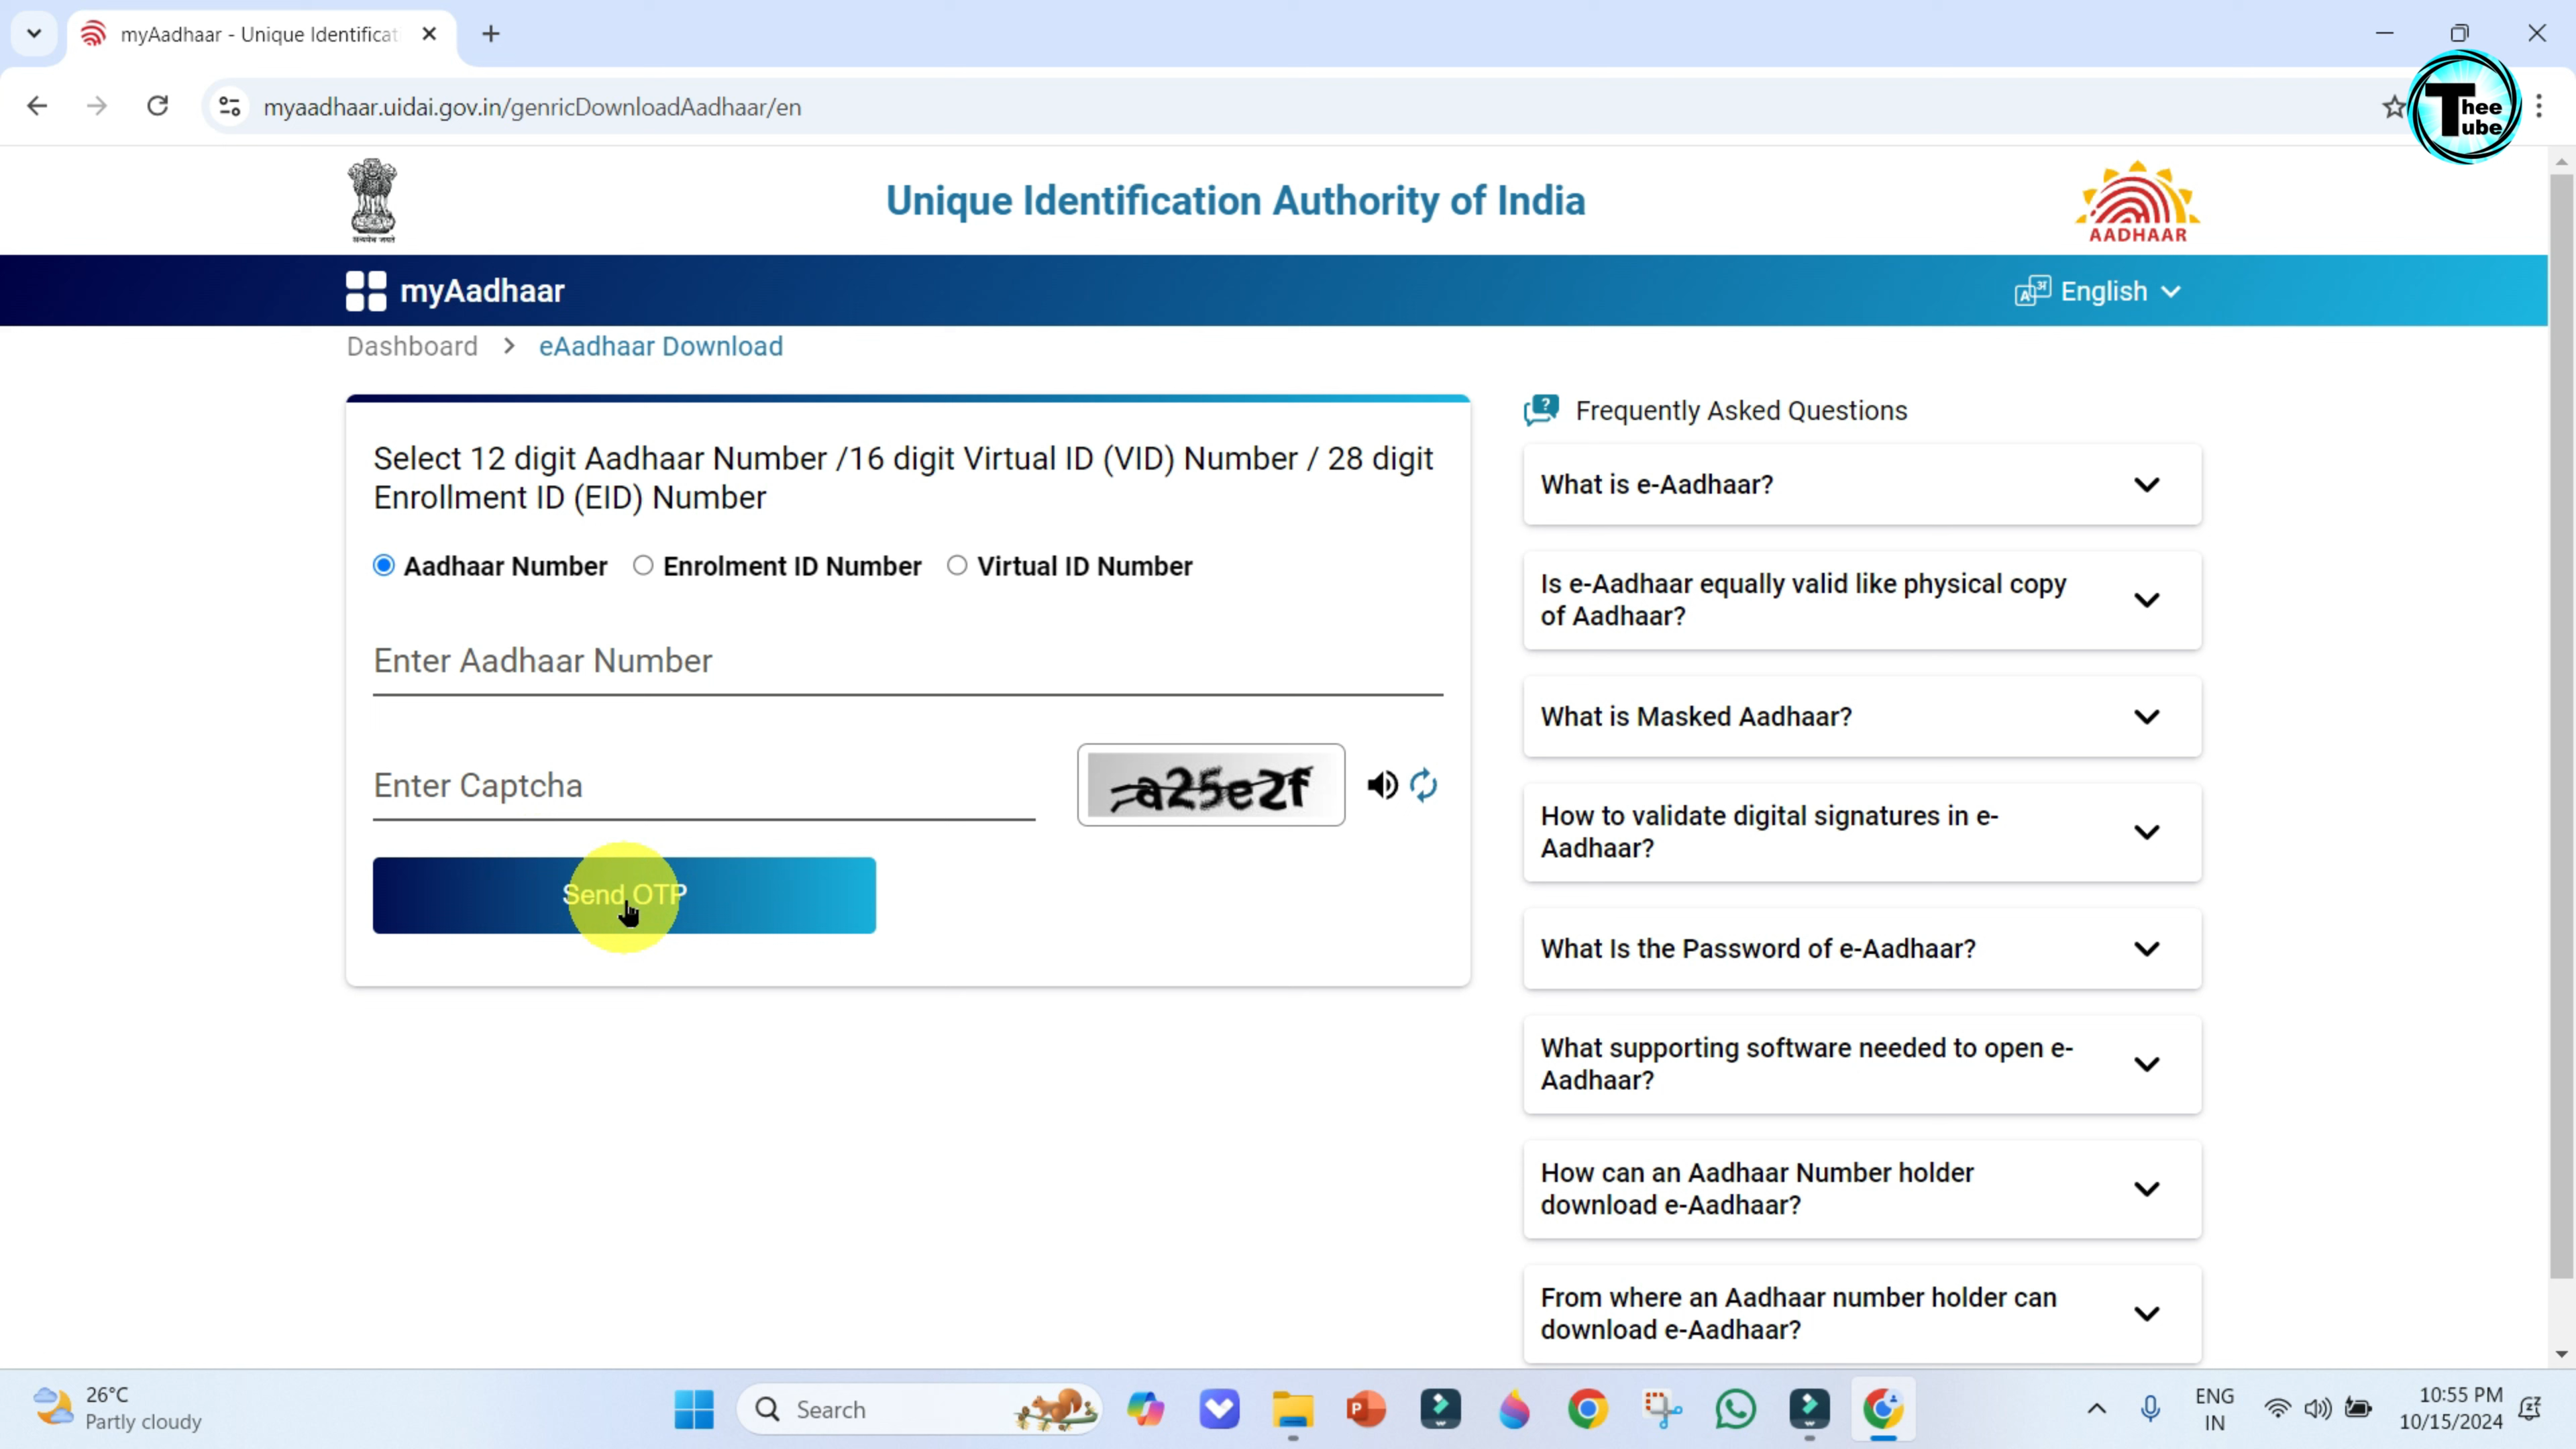 myAadhaar - Unique Identificat
myaadhaar.uidai.gov.in/genricDownloadAadhaar/en
Thee
Tube
सत्यमेव जयते
Unique Identification Authority of India
AADHAAR
myAadhaar
English
Dashboard > eAadhaar Download
Select 12 digit Aadhaar Number /16 digit Virtual ID (VID) Number / 28 digit
Enrollment ID (EID) Number
Aadhaar Number Enrolment ID Number Virtual ID Number
Enter Aadhaar Number
Enter Captcha
a25e2f
Send OTP
Frequently Asked Questions
What is e-Aadhaar?
Is e-Aadhaar equally valid like physical copy
of Aadhaar?
What is Masked Aadhaar?
How to validate digital signatures in e-
Aadhaar?
What Is the Password of e-Aadhaar?
What supporting software needed to open e-
Aadhaar?
How can an Aadhaar Number holder
download e-Aadhaar?
From where an Aadhaar number holder can
download e-Aadhaar?
26°C
Partly cloudy
Search
ENG
IN
10:55 PM
10/15/2024